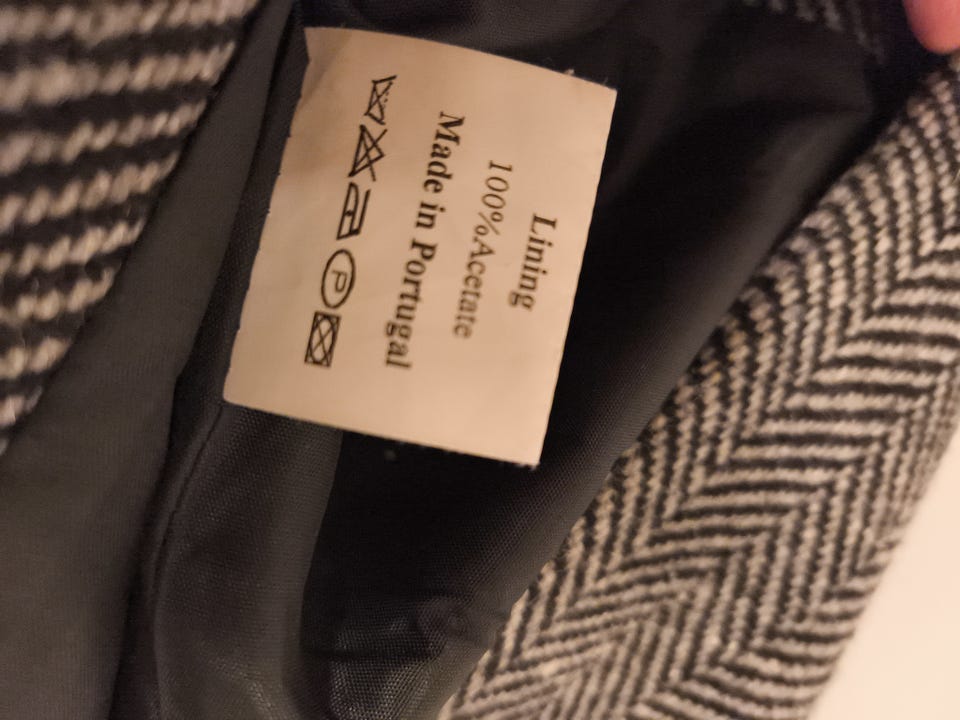 Lining
100%Acetate
Made in Portugal
P